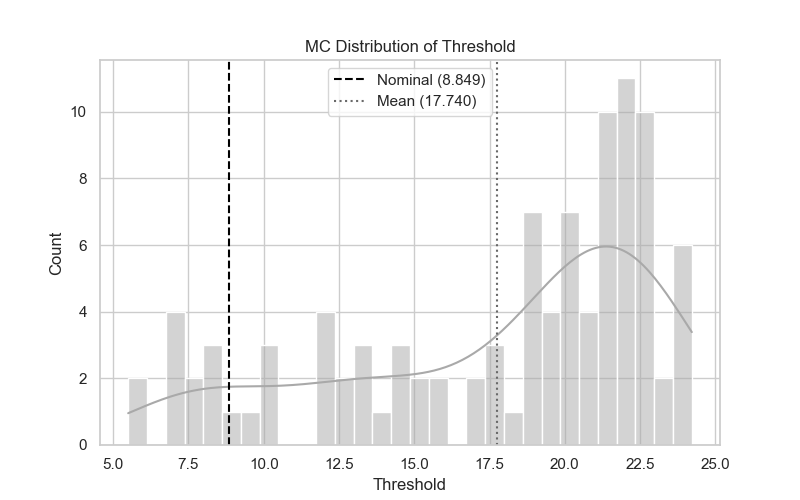 MC Distribution of Threshold
Nominal (8.849)
Mean (17.740)
Count
10
8
6
4
2
0
5.0 7.5 10.0 12.5 15.0 17.5 20.0 22.5 25.0
Threshold